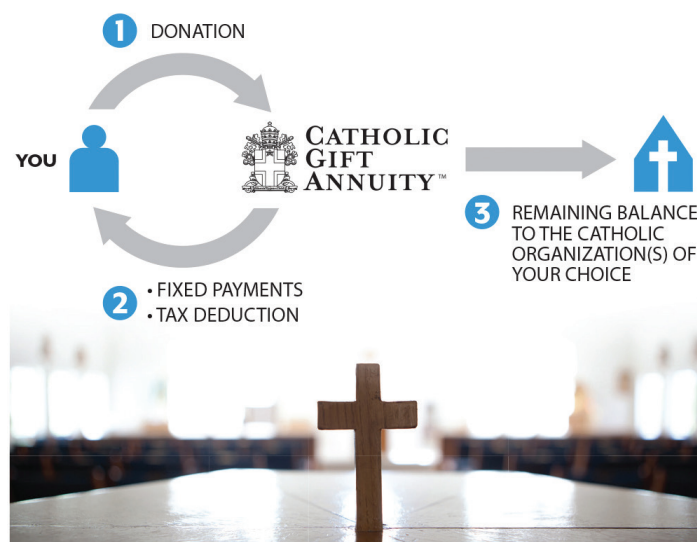 1 DONATION
YOU
CATHOLIC
GIFT
ANNUITY™
2 • FIXED PAYMENTS
• TAX DEDUCTION
3 REMAINING BALANCE
TO THE CATHOLIC
ORGANIZATION(S) OF
YOUR CHOICE